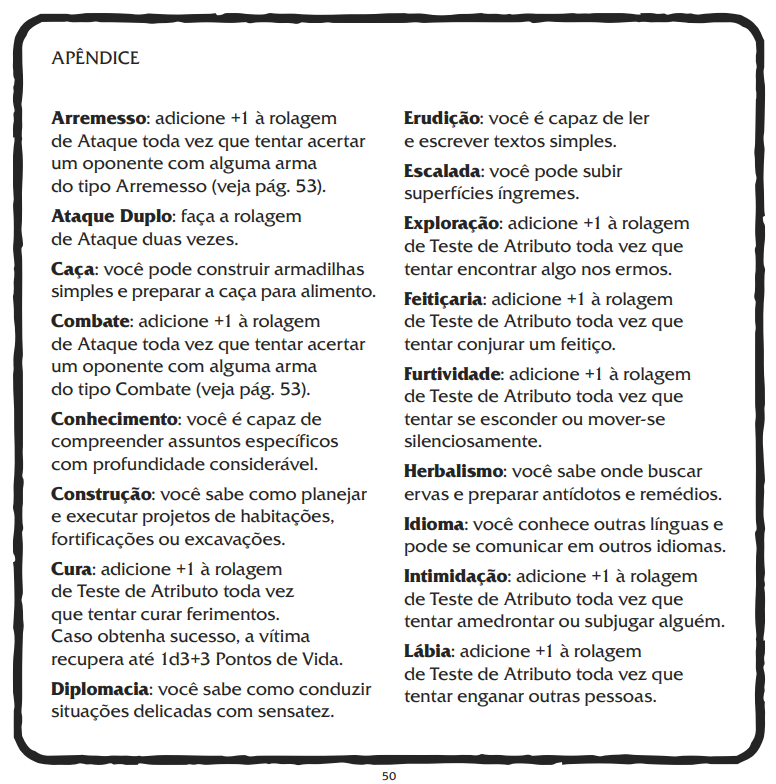 APÊNDICE
Arremesso: adicione +1 à rolagem
de Ataque toda vez que tentar acertar
um oponente com alguma arma
do tipo Arremesso (veja pág. 53).
Ataque Duplo: faça a rolagem
de Ataque duas vezes.
Caça: você pode construir armadilhas
simples e preparar a caça para alimento.
Combate: adicione +1 à rolagem
de Ataque toda vez que tentar acertar
um oponente com alguma arma
do tipo Combate (veja pág. 53).
Conhecimento: você é capaz de
compreender assuntos específicos
com profundidade considerável.
Construção: você sabe como planejar
e executar projetos de habitações,
fortificações ou excavações.
Cura: adicione +1 à rolagem
de Teste de Atributo toda vez
que tentar curar ferimentos.
Caso obtenha sucesso, a vítima
recupera até 1d3+3 Pontos de Vida.
Diplomacia: você sabe como conduzir
situações delicadas com sensatez.
Erudição: você é capaz de ler
e escrever textos simples.
Escalada: você pode subir
superfícies íngremes.
Exploração: adicione +1 à rolagem
de Teste de Atributo toda vez que
tentar encontrar algo nos ermos.
Feitiçaria: adicione +1 à rolagem
de Teste de Atributo toda vez que
tentar conjurar um feitiço.
Furtividade: adicione +1 à rolagem
de Teste de Atributo toda vez que
tentar se esconder ou mover-se
silenciosamente.
Herbalismo: você sabe onde buscar
ervas e preparar antídotos e remédios.
Idioma: você conhece outras línguas e
pode se comunicar em outros idiomas.
Intimidação: adicione +1 à rolagem
de Teste de Atributo toda vez que
tentar amedrontar ou subjugar alguém.
Lábia: adicione +1 à rolagem
de Teste de Atributo toda vez que
tentar enganar outras pessoas.
50